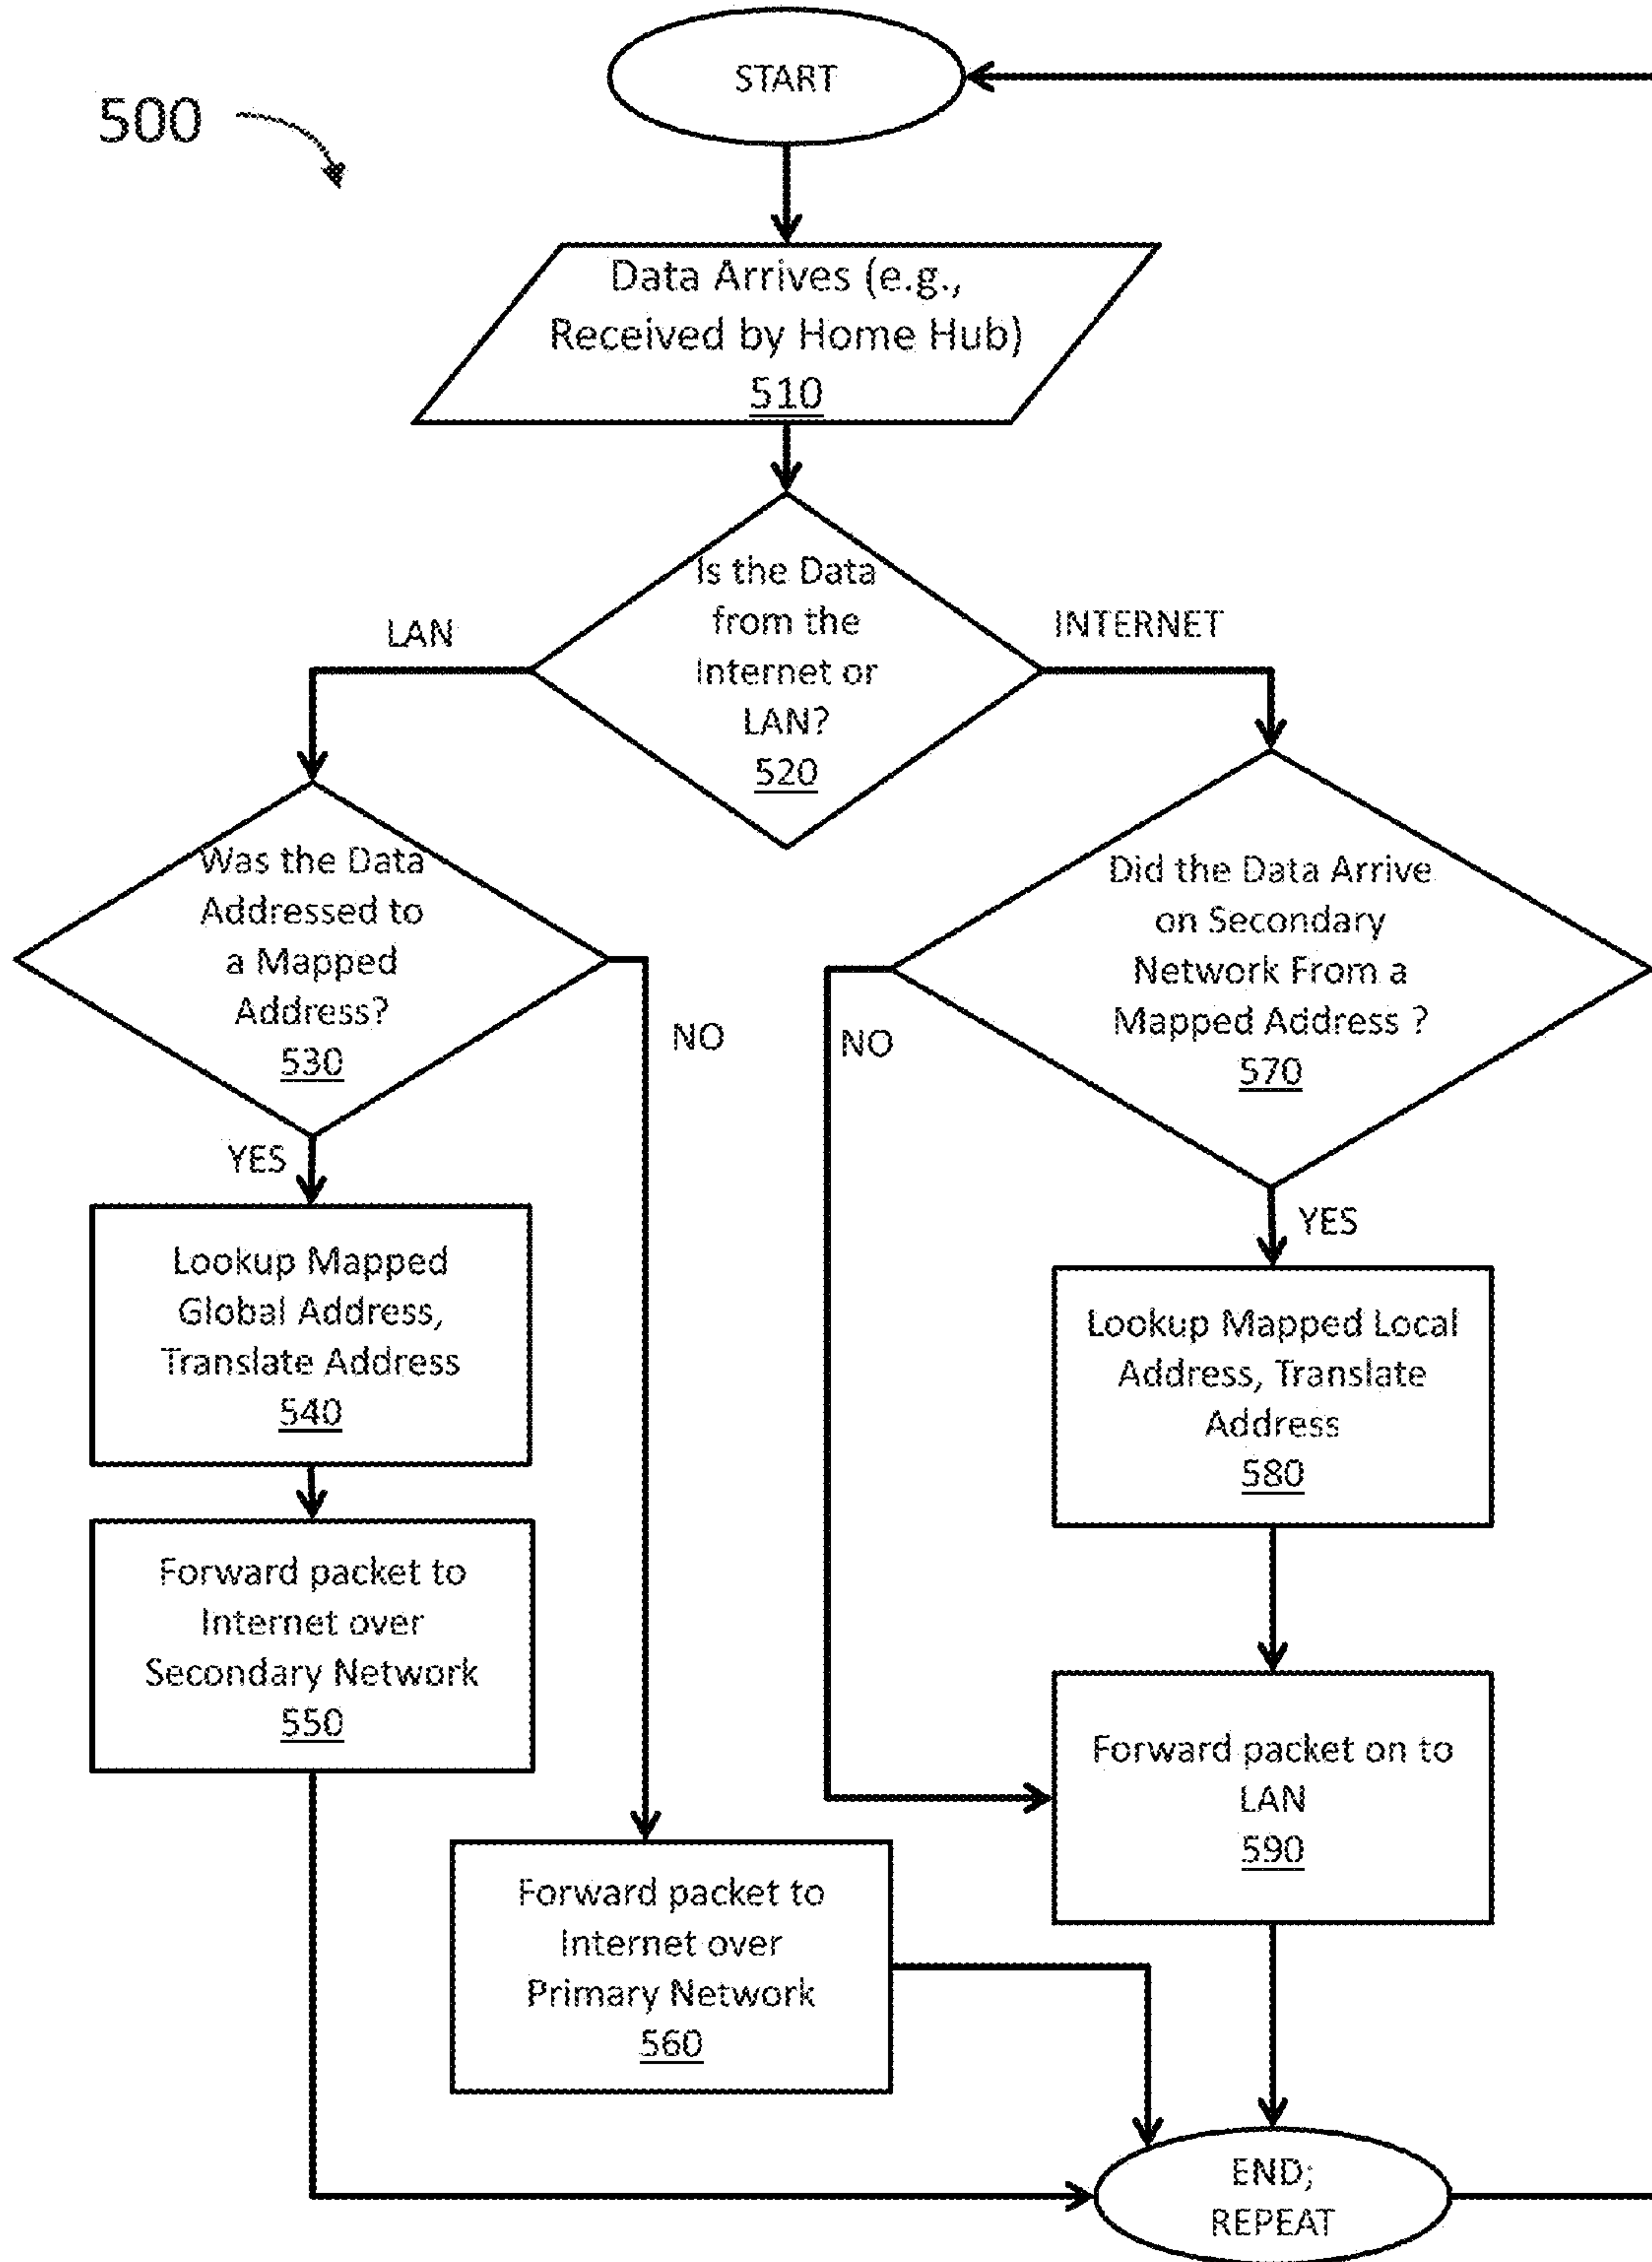 START
500
Data Arrives (e.g.,
Received by Home Hub)
510
Is the Data
from the
Internet or
LAN?
520
LAN
INTERNET
Was the Data
Addressed to
a Mapped
Address?
530
Did the Data Arrive
on Secondary
Network From a
Mapped Address ?
570
NO
NO
YES
YES
Lookup Mapped
Global Address,
Translate Address
540
Lookup Mapped Local
Address, Translate
Address
580
Forward packet to
Internet over
Secondary Network
550
Forward packet on to
LAN
590
Forward packet to
Internet over
Primary Network
560
END;
REPEAT